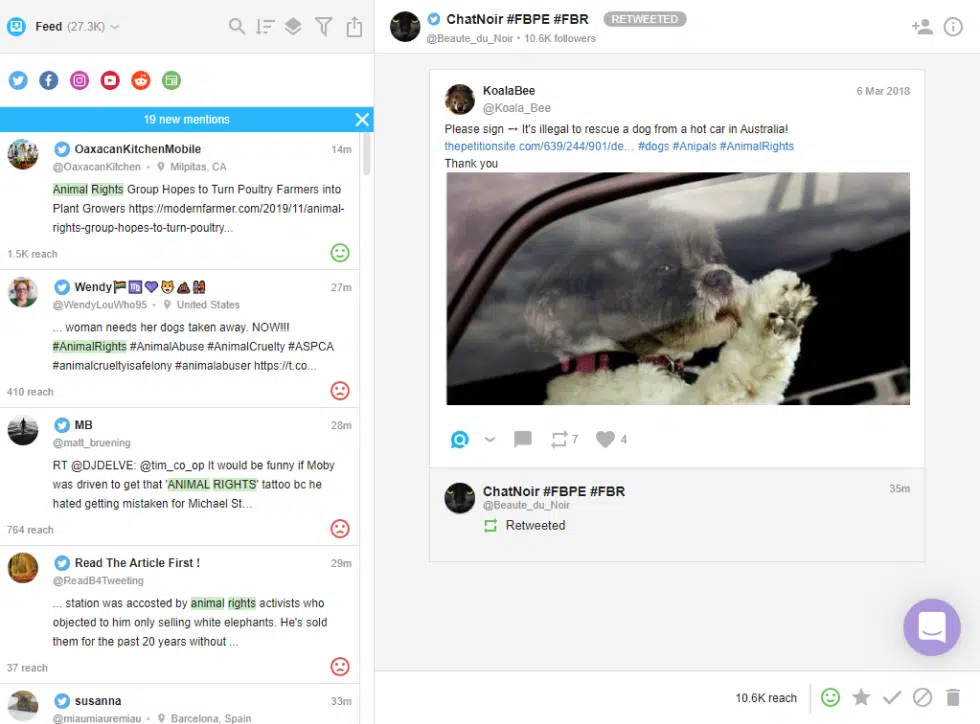 Feed (27.3K)
19 new mentions
OaxacanKitchenMobile 14m
@OaxacanKitchen • Milpitas, CA
Animal Rights Group Hopes to Turn Poultry Farmers into
Plant Growers https://modernfarmer.com/2019/11/animal-
rights-group-hopes-to-turn-poultry...
1.5K reach
Wendy 27m
@WendyLouWho95 • United States
... woman needs her dogs taken away. NOW!!!
#AnimalRights #AnimalAbuse #AnimalCruelty #ASPCA
#animalcrueltyisafelony #animalabuser https://t.co...
410 reach
MB 28m
@matt_bruening
RT @DJDELVE: @tim_co_op It would be funny if Moby
was driven to get that 'ANIMAL RIGHTS' tattoo bc he
hated getting mistaken for Michael St...
764 reach
Read The Article First ! 29m
@ReadB4Tweeting
... station was accosted by animal rights activists who
objected to him only selling white elephants. He's sold
them for the past 20 years without ...
37 reach
susanna 33m
@miaumiauremiau • Barcelona, Spain
ChatNoir #FBPE #FBR RETWEETED
@Beaute_du_Noir • 10.6K followers
KoalaBee 6 Mar 2018
@Koala_Bee
Please sign ↔ It's illegal to rescue a dog from a hot car in Australia!
thepetitionsite.com/639/244/901/de... #dogs #Anipals #AnimalRights
Thank you
7 4
ChatNoir #FBPE #FBR 35m
@Beaute_du_Noir
Retweeted
10.6K reach